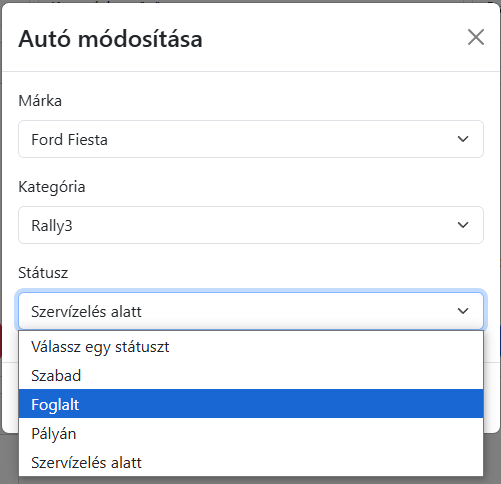 Autó módosítása
Márka
Ford Fiesta
Kategória
Rally3
Státusz
Szervízelés alatt
Válassz egy státuszt
Szabad
Foglalt
Pályán
Szervízelés alatt